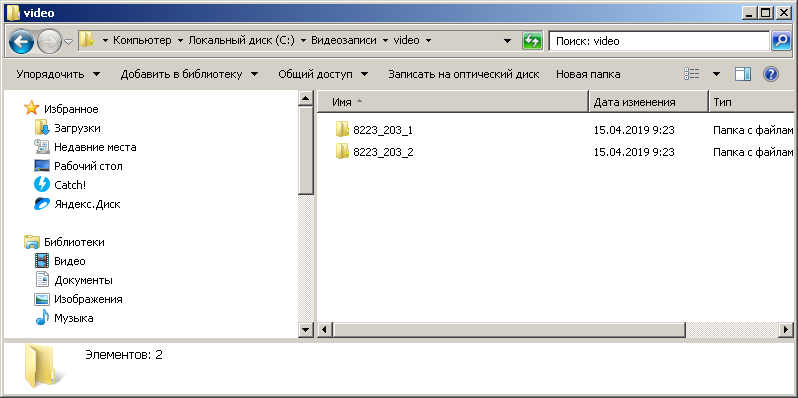 video
Компьютер Локальный диск (C:) Видеозаписи video Поиск: video
Упорядочить Добавить в библиотеку Общий доступ Записать на оптический диск Новая папка
Избранное
Загрузки
Недавние места
Рабочий стол
Catch!
Яндекс.Диск
Библиотеки
Видео
Документы
Изображения
Музыка
Имя Дата изменения Тип
8223_203_1 15.04.2019 9:23 Папка с файлам
8223_203_2 15.04.2019 9:23 Папка с файлам
Элементов: 2